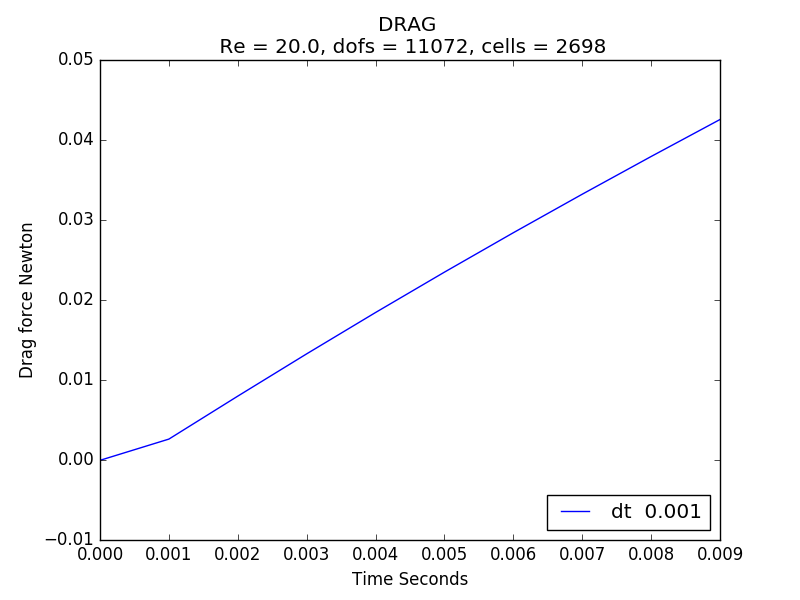 DRAG
Re = 20.0, dofs = 11072, cells = 2698
0.05
0.04
0.03
0.02
0.01
0.00
−0.01
Drag force Newton
dt  0.001
0.000 0.001 0.002 0.003 0.004 0.005 0.006 0.007 0.008 0.009
Time Seconds